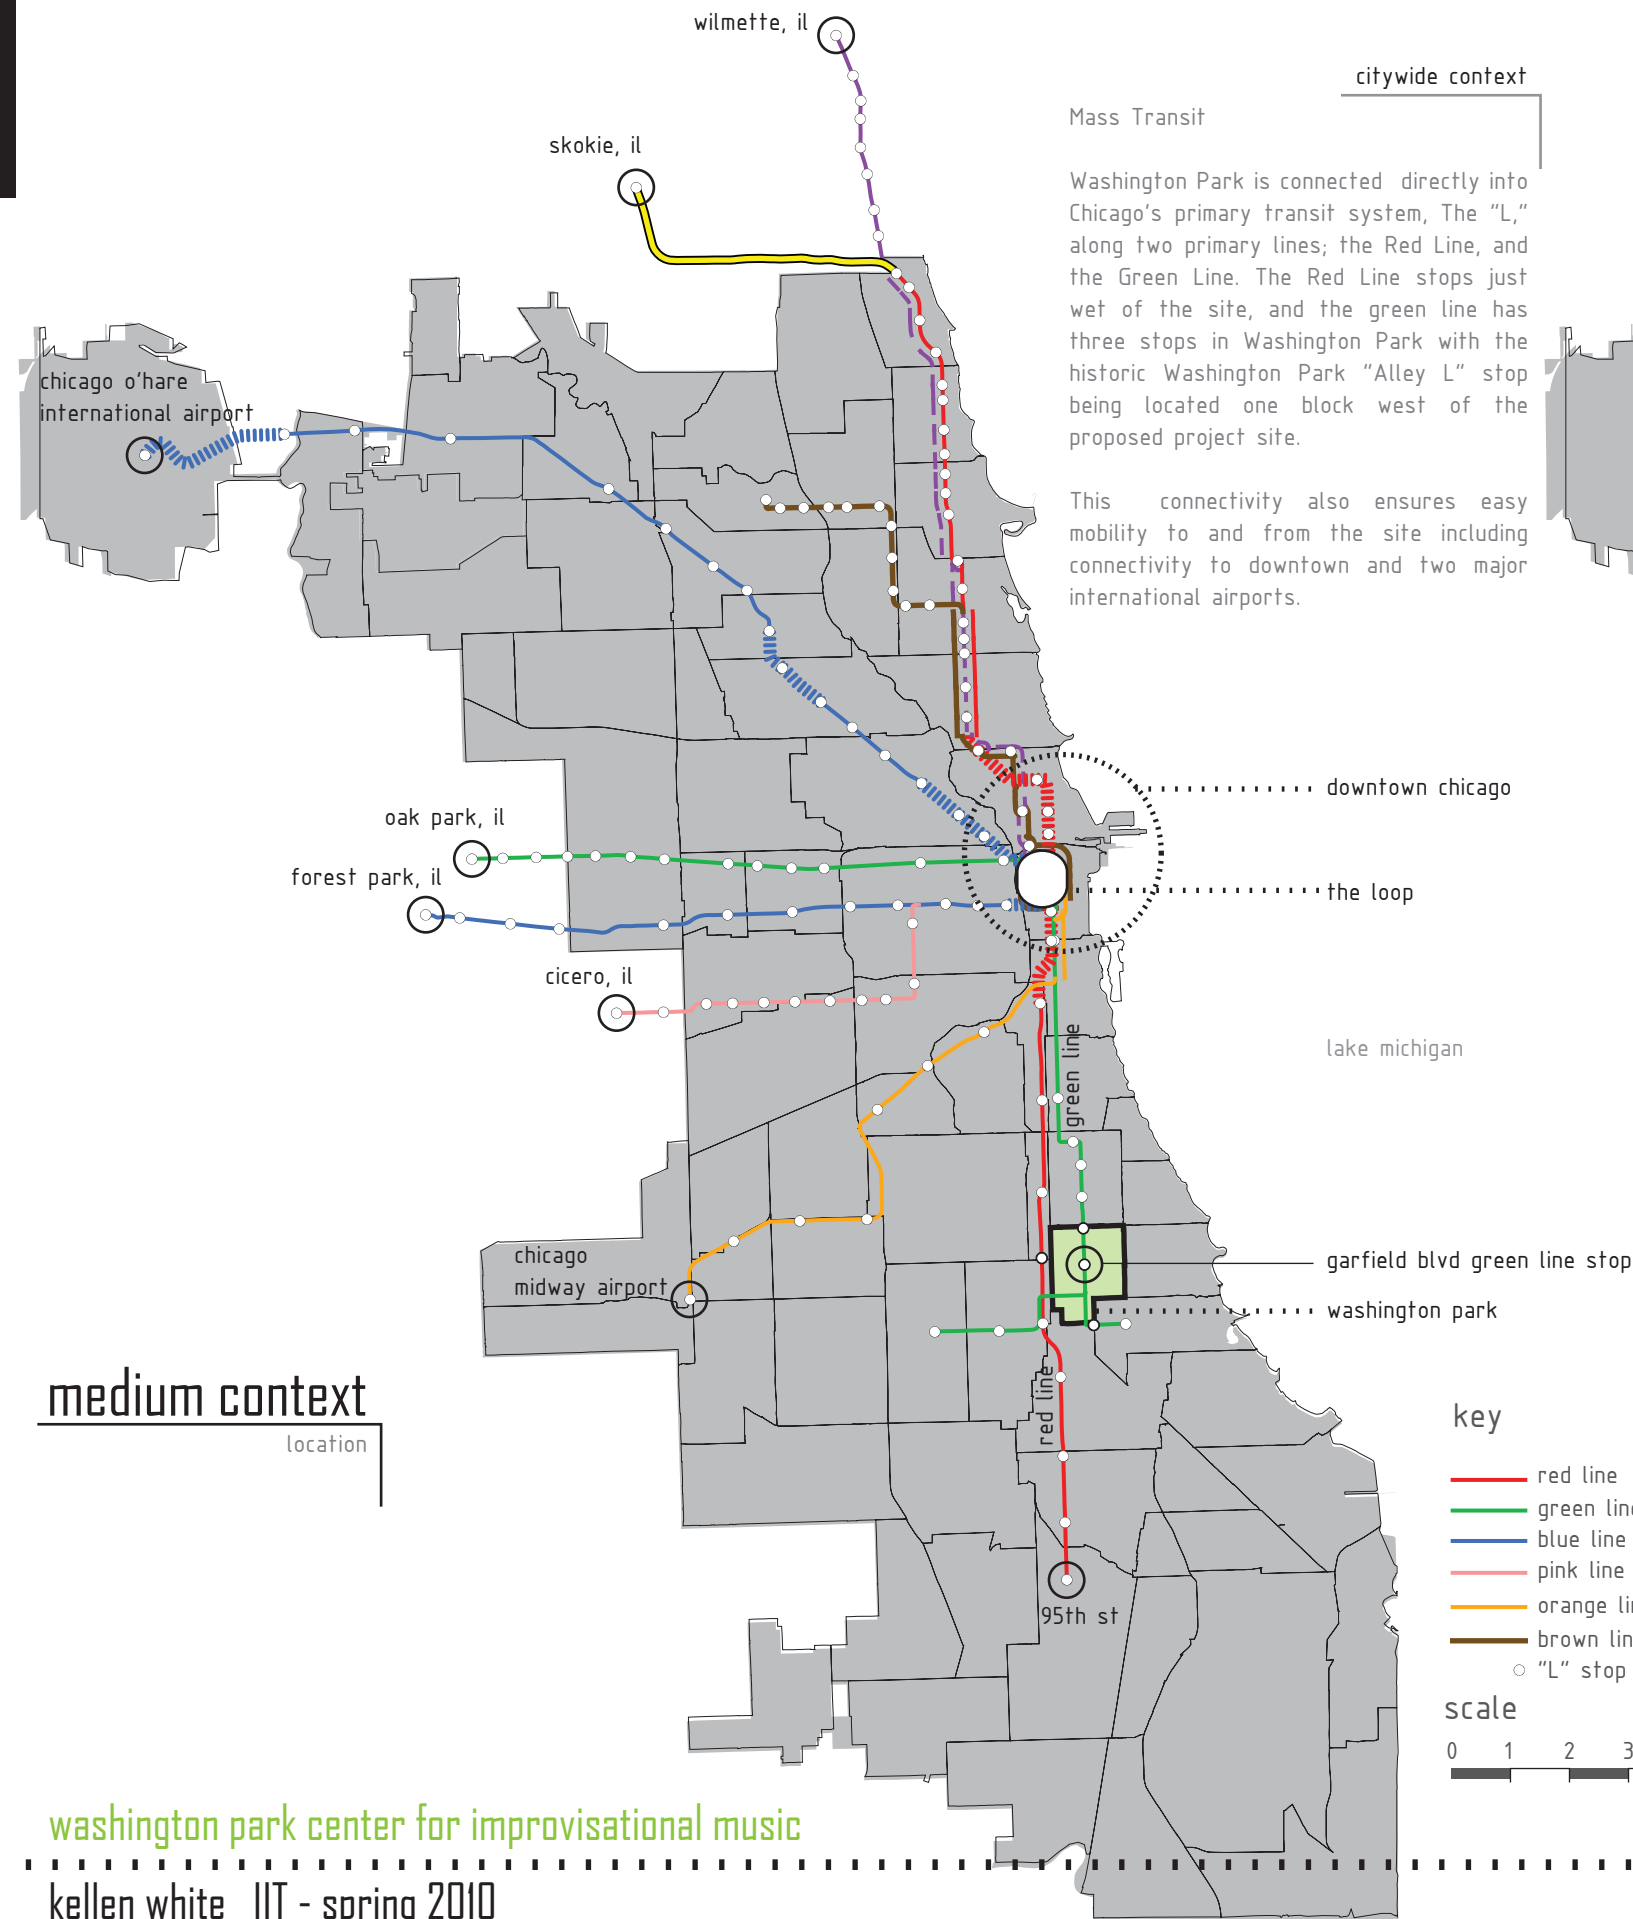 wilmette, il
citywide context
Mass Transit
skokie, il
Washington Park is connected directly into
Chicago's primary transit system, The "L,"
along two primary lines; the Red Line, and
the Green Line. The Red Line stops just
wet of the site, and the green line has
three stops in Washington Park with the
historic Washington Park "Alley L" stop
being located one block west of the
proposed project site.
This connectivity also ensures easy
mobility to and from the site including
connectivity to downtown and two major
international airports.
chicago o'hare
international airport
downtown chicago
oak park, il
forest park, il
the loop
cicero, il
green line
lake michigan
chicago
midway airport
garfield blvd green line stop
washington park
medium context
location
red line
key
red line
green line
blue line
pink line
orange li
brown lin
"L" stop
95th st
scale
0 1 2 3
washington park center for improvisational music
kellen white IIT - spring 2010